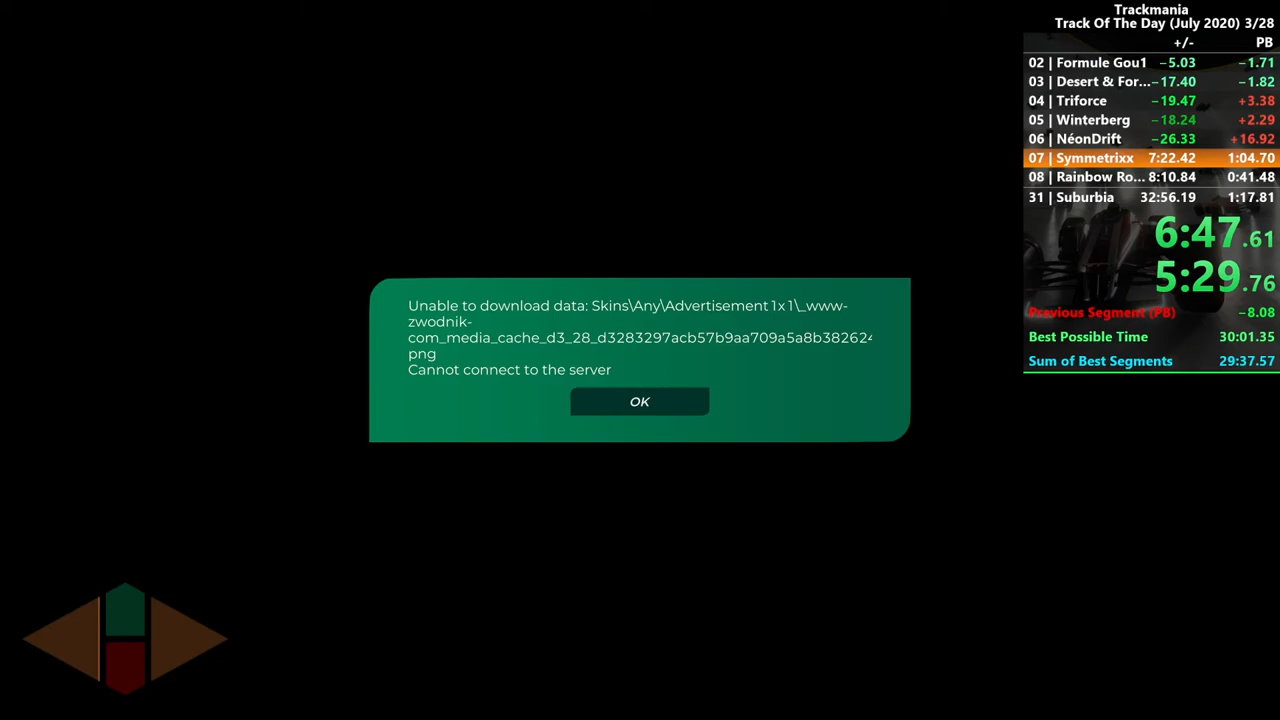 Trackmania
Track Of The Day (July 2020) 3/28
+/- PB
02 | Formule Gou1 −5.03 −1.71
03 | Desert & For... −17.40 −1.82
04 | Triforce −19.47 +3.38
05 | Winterberg −18.24 +2.29
06 | NéonDrift −26.33 +16.92
07 | Symmetrixx 7:22.42 1:04.70
08 | Rainbow Ro... 8:10.84 0:41.48
31 | Suburbia 32:56.19 1:17.81
6:47.61
5:29.76
Previous Segment (PB) −8.08
Best Possible Time 30:01.35
Sum of Best Segments 29:37.57
Unable to download data: Skins\Any\Advertisement1x1\_www-
zwodnik-
com_media_cache_d3_28_d3283297acb57b9aa709a5a8b382624
png
Cannot connect to the server
OK